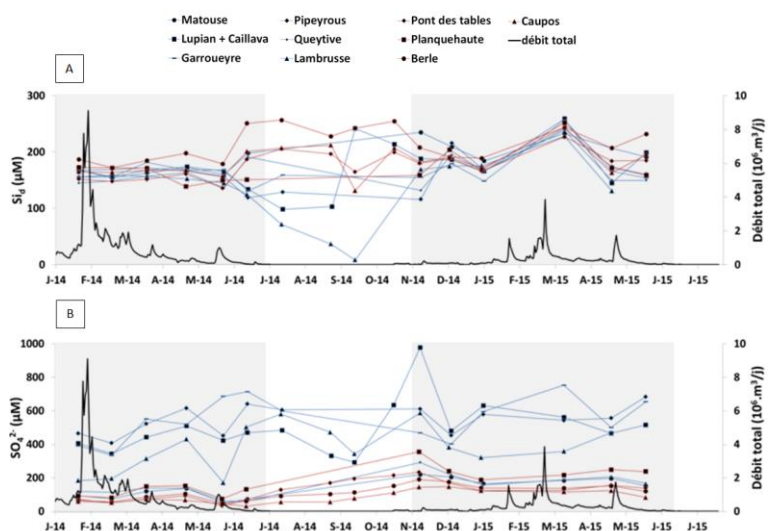 Matouse Pipeyrous Pont des tables Caupos
Lupian + Caillava Queytive Planquehaute débit total
Garroueyre Lambrusse Berle
A
300 10
250 8
200 6
150
100 4
50 2
0 0
Si_d (µM)
Débit total (10⁶.m³/j)
J-14 F-14 M-14 A-14 M-14 J-14 J-14 A-14 S-14 O-14 N-14 D-14 J-15 F-15 M-15 A-15 M-15 J-15 J-15
B
1000 10
800 8
600 6
400 4
200 2
0 0
SO₄²⁻ (µM)
Débit total (10⁶.m³/j)
J-14 F-14 M-14 A-14 M-14 J-14 J-14 A-14 S-14 O-14 N-14 D-14 J-15 F-15 M-15 A-15 M-15 J-15 J-15